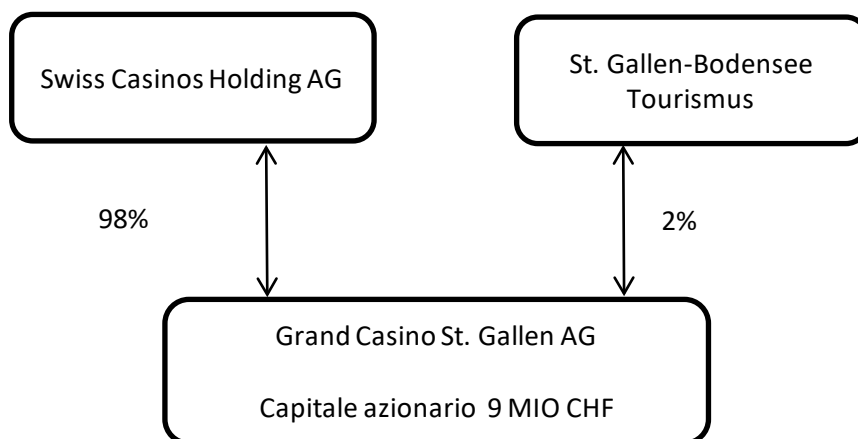 Swiss Casinos Holding AG
St. Gallen-Bodensee
Tourismus
98%
2%
Grand Casino St. Gallen AG
Capitale azionario 9 MIO CHF